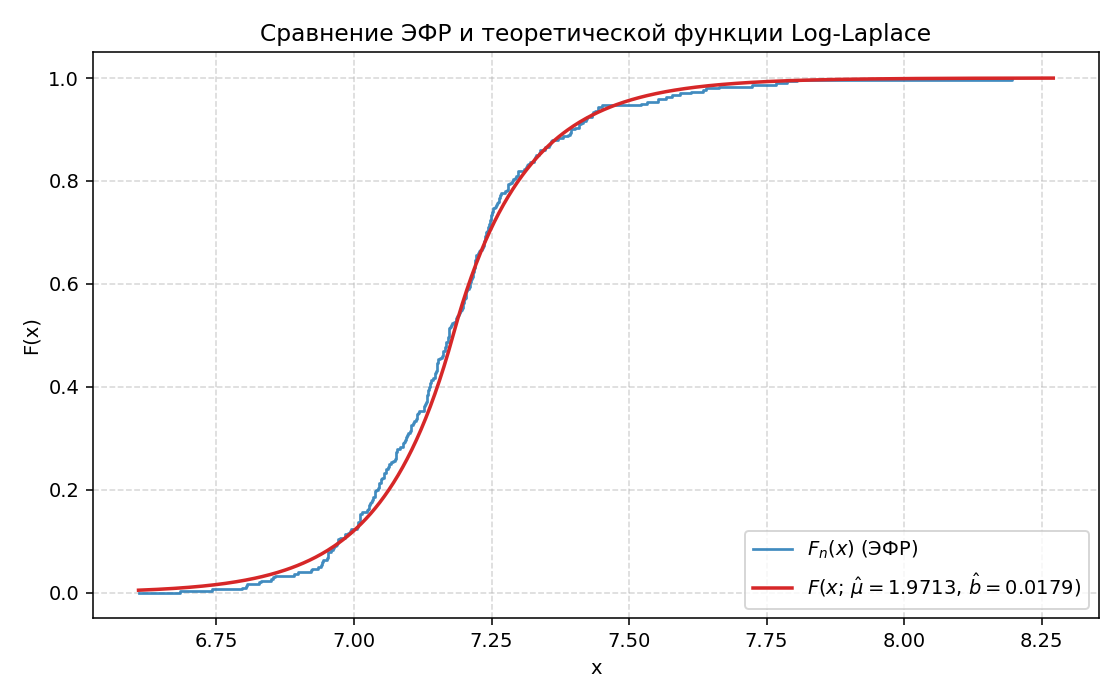 Сравнение ЭФР и теоретической функции Log-Laplace
F(x)
1.0
0.8
0.6
0.4
0.2
0.0
6.75 7.00 7.25 7.50 7.75 8.00 8.25
x
Fₙ(x) (ЭФР)
F(x; μ̂ = 1.9713, b̂ = 0.0179)